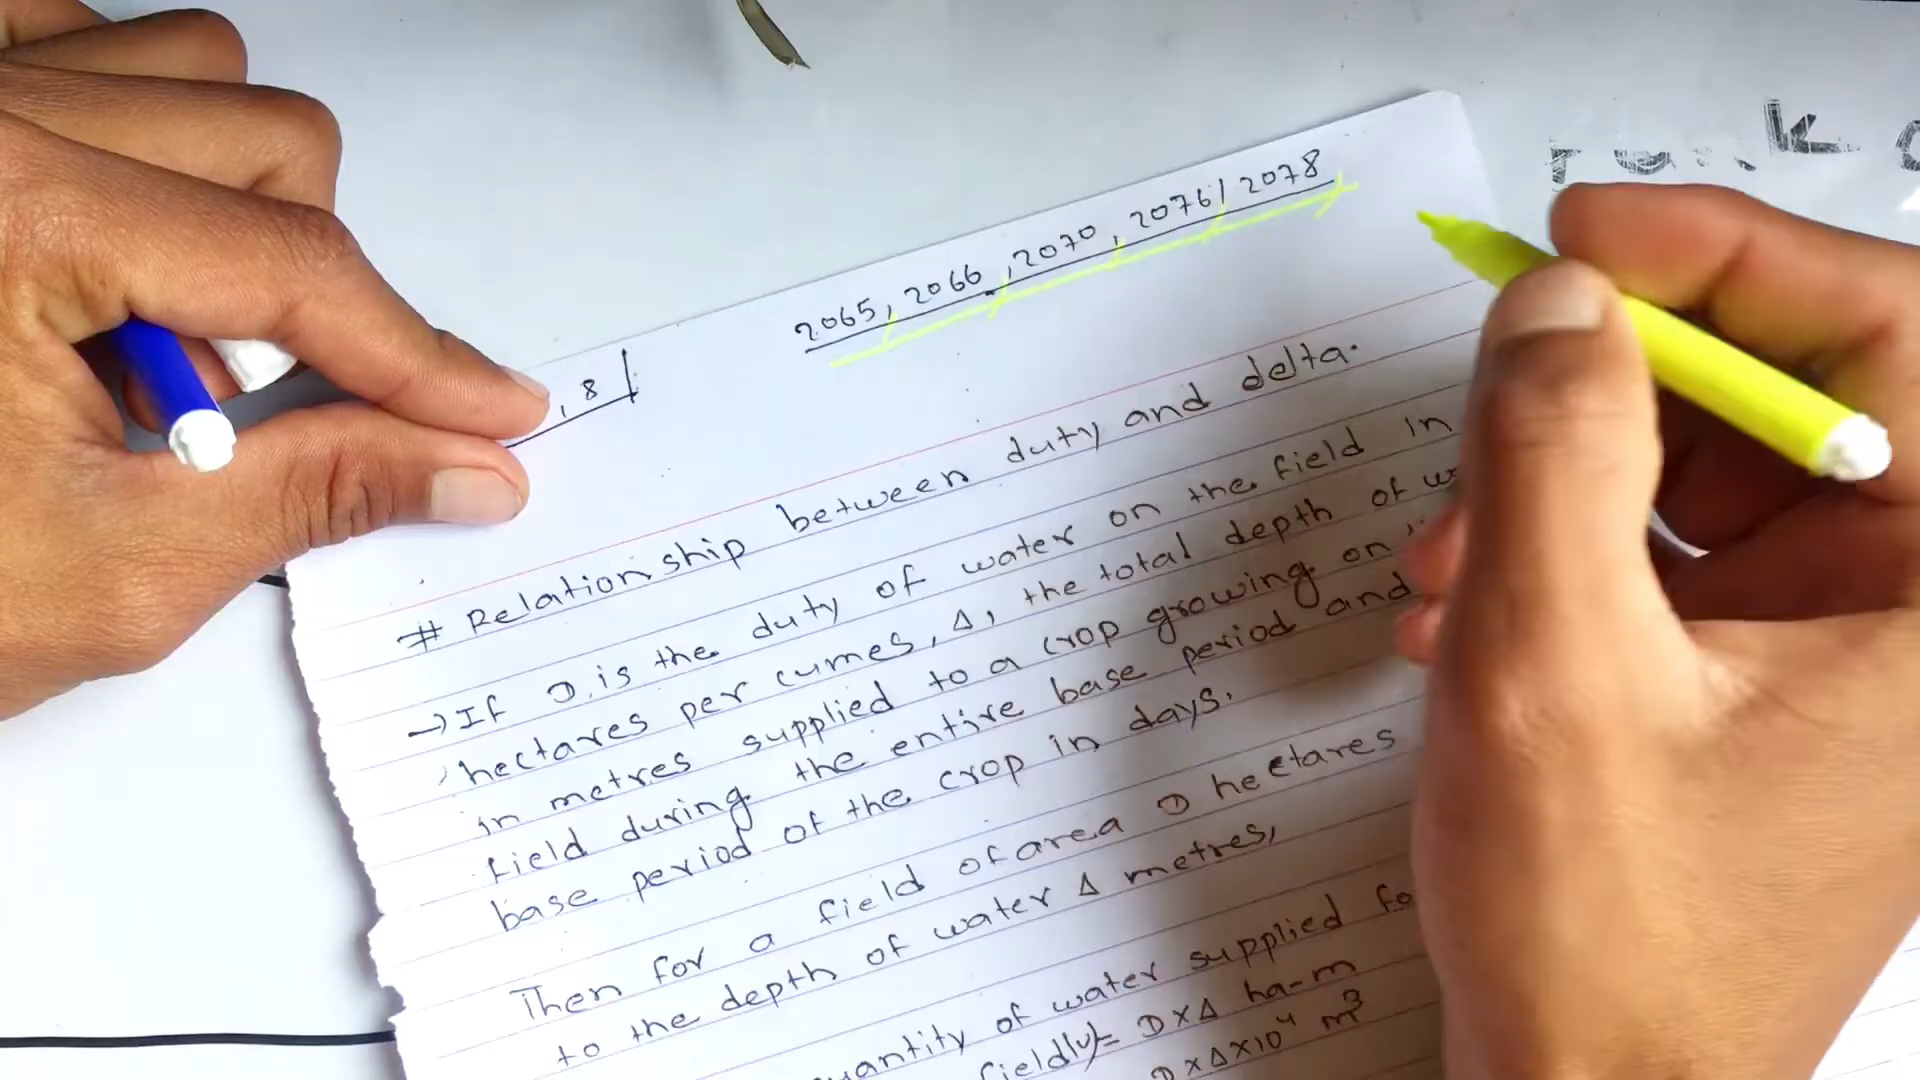 2065, 2066, 2070, 2076/ 2078
, 8
# Relationship between duty and delta.
→ If D is the duty of water on the field in
hectares per cumes, Δ, the total depth of
in metres supplied to a crop growing on
field during the entire base period and
base period of the crop in days.
Then for a field of area D hectares
to the depth of water Δ metres,
quantity of water supplied
field(v) = D×Δ ha-m
D×Δ×10⁴ m³